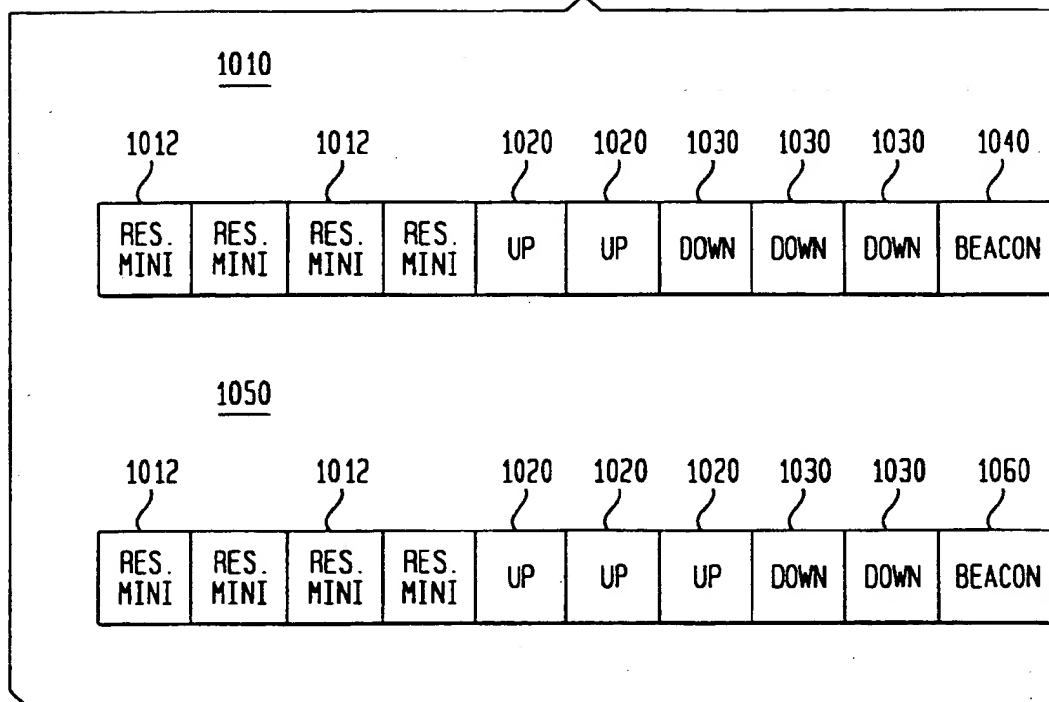 1010
1012 1012 1020 1020 1030 1030 1030 1040
RES. MINI RES. MINI RES. MINI RES. MINI UP UP DOWN DOWN DOWN BEACON
1050
1012 1012 1020 1020 1020 1030 1030 1060
RES. MINI RES. MINI RES. MINI RES. MINI UP UP UP DOWN DOWN BEACON